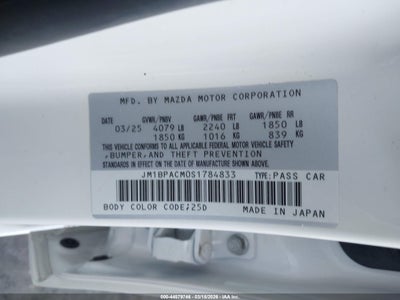 MFD. BY MAZDA MOTOR CORPORATION
DATE GVWR/PNBV GAWR/PNBE FRT GAWR/PNBE RR
03/25 4079 LB 2240 LB 1850 LB
1850 KG 1016 KG 839 KG
THIS VEHICLE CONFORMS TO ALL APPLICABLE FEDERAL MOTOR VEHICLE SAFETY,
BUMPER, AND THEFT PREVENTION
STANDARDS IN EFFECT ON THE DATE OF MANUFACTURE SHOWN ABOVE.
JM1BPACM0S1784833 TYPE:PASS CAR
BODY COLOR CODE:25D
MADE IN JAPAN